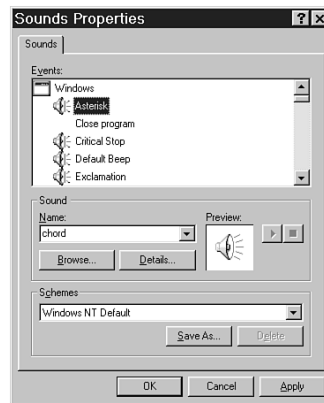 Sounds Properties
Sounds
Events:
Windows
Asterisk
Close program
Critical Stop
Default Beep
Exclamation
Sound
Name:
Preview:
chord
Browse...
Details...
Schemes
Windows NT Default
Save As...
Delete
OK
Cancel
Apply